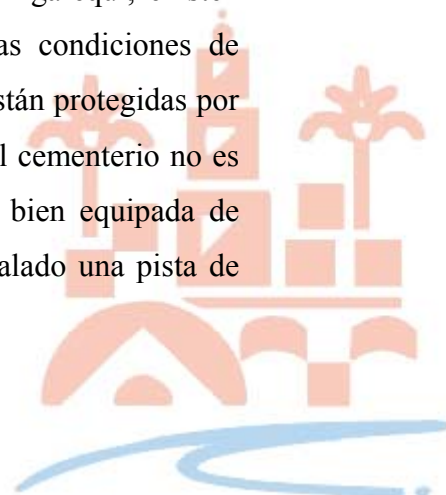 as condiciones de
stán protegidas por
l cementerio no es
bien equipada de
alado una pista de